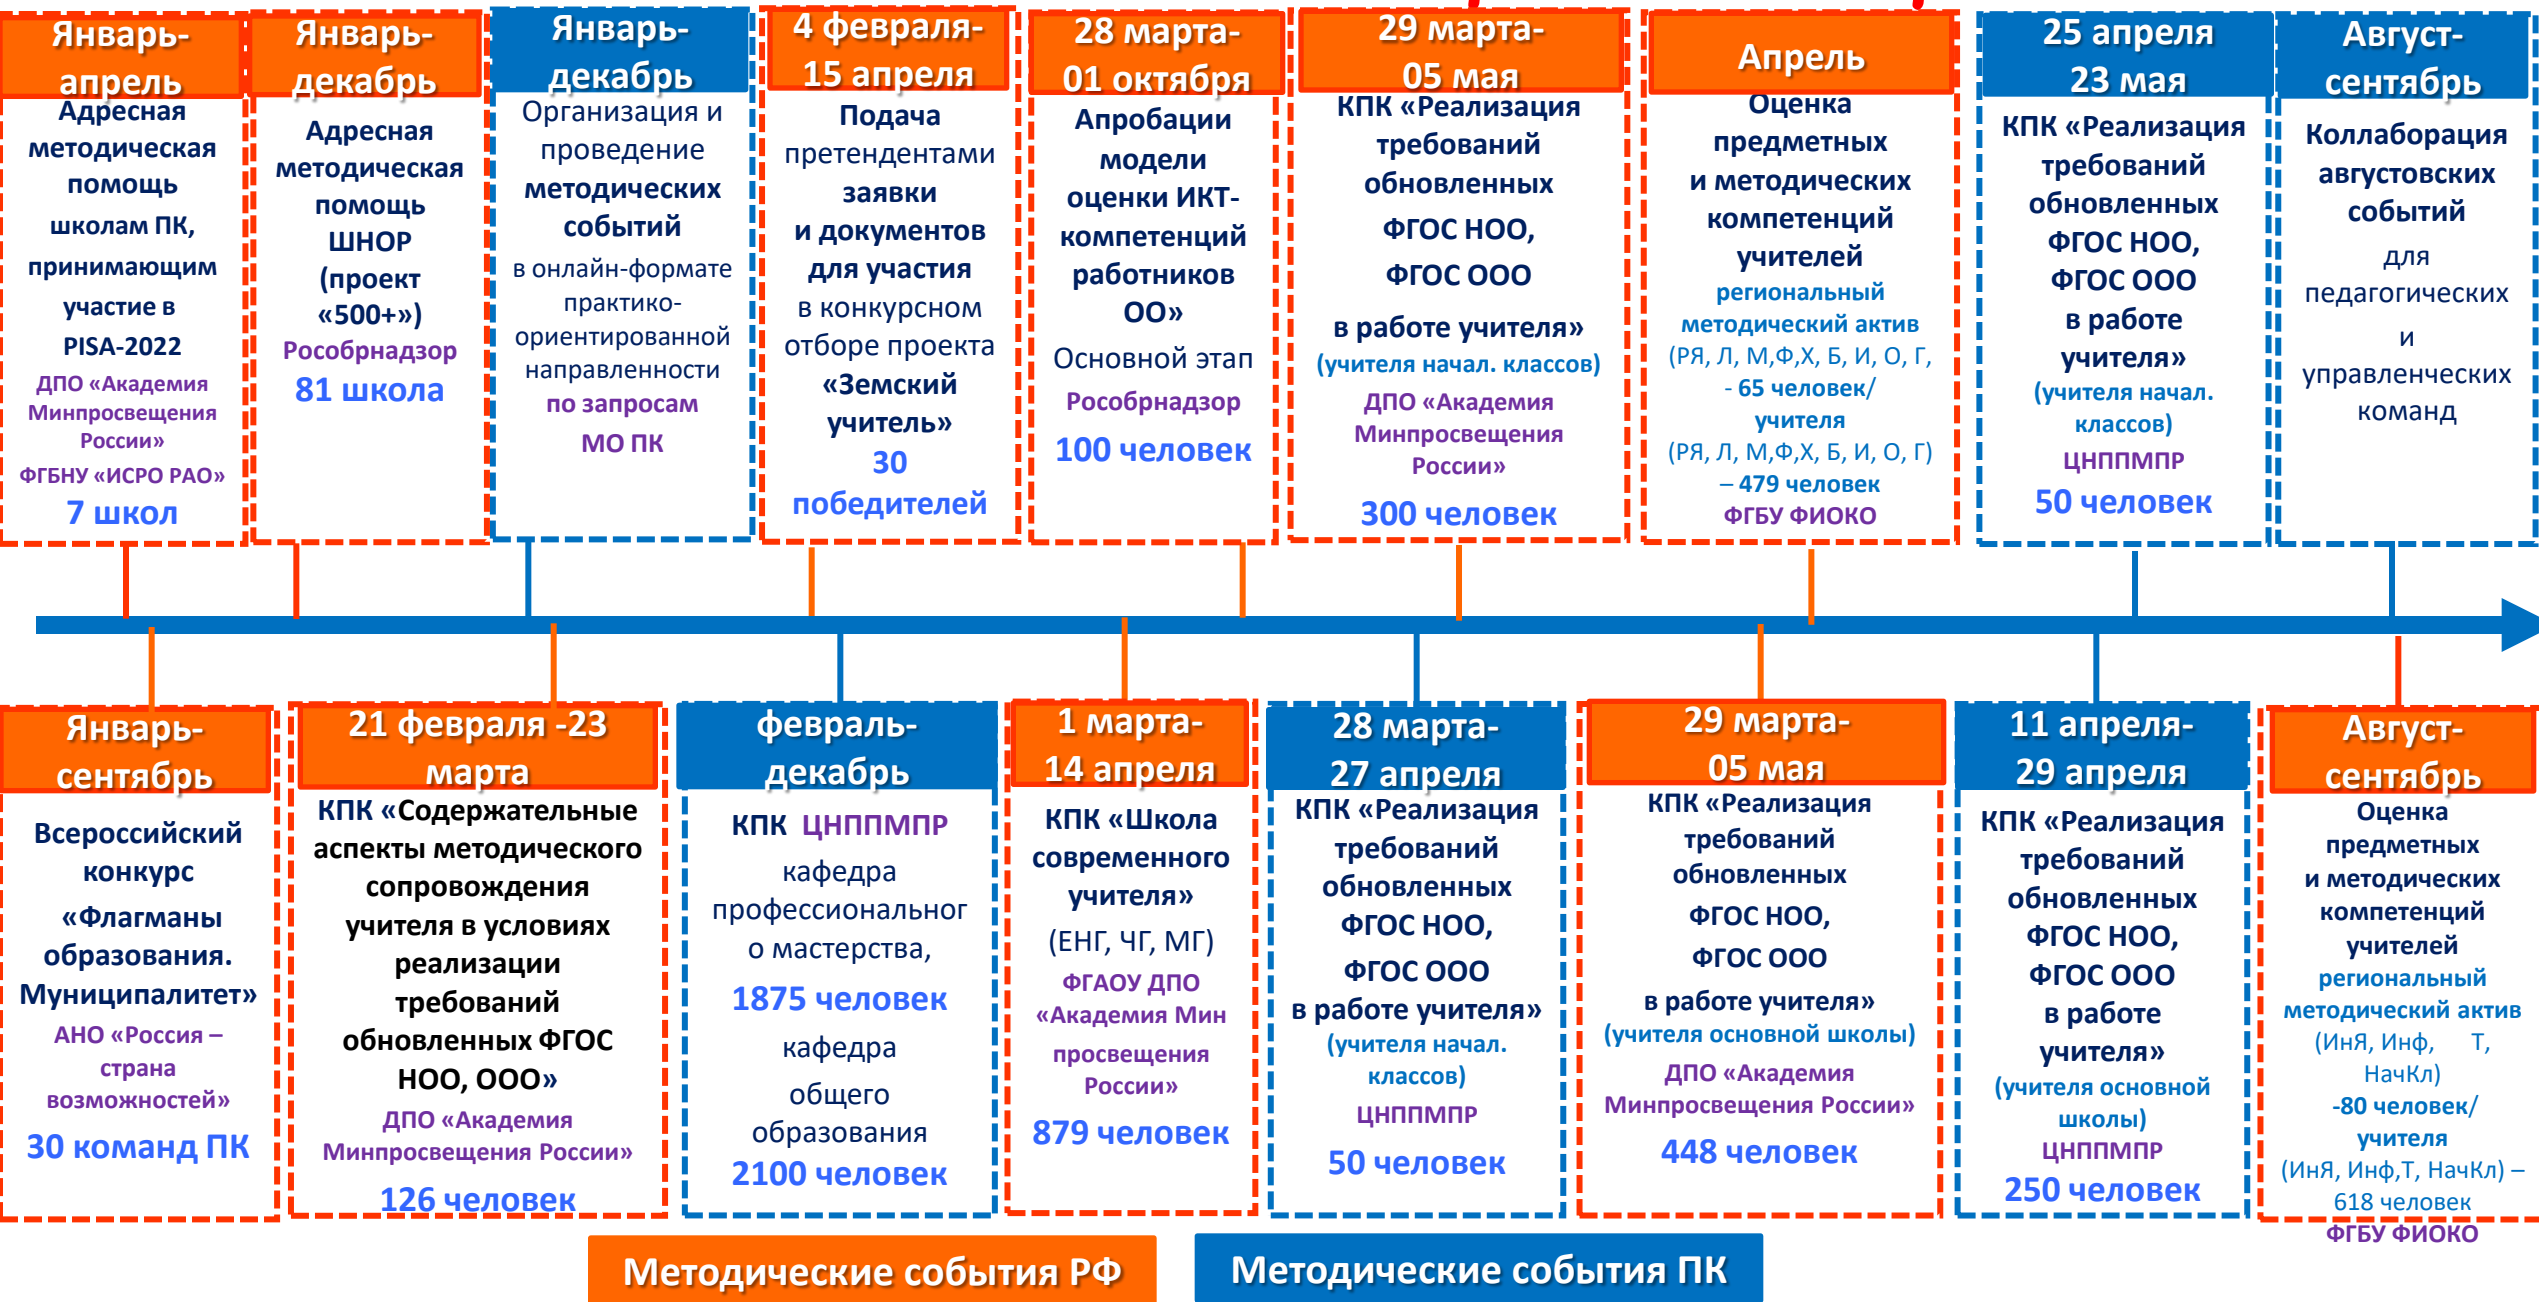 Январь-
апрель
Адресная
методическая
помощь
школам ПК,
принимающим
участие в
PISA-2022
ДПО «Академия
Минпросвещения
России»
ФГБНУ «ИСРО РАО»
7 школ
Январь-
декабрь
Адресная
методическая
помощь
ШНОР
(проект
«500+»)
Рособрнадзор
81 школа
Январь-
декабрь
Организация и
проведение
методических
событий
в онлайн-формате
практико-
ориентированной
направленности
по запросам
МО ПК
4 февраля-
15 апреля
Подача
претендентами
заявки
и документов
для участия
в конкурсном
отборе проекта
«Земский
учитель»
30
победителей
28 марта-
01 октября
Апробации
модели
оценки ИКТ-
компетенций
работников
ОО»
Основной этап
Рособрнадзор
100 человек
29 марта-
05 мая
КПК «Реализация
требований
обновленных
ФГОС НОО,
ФГОС ООО
в работе учителя»
(учителя начал. классов)
ДПО «Академия
Минпросвещения
России»
300 человек
Апрель
Оценка
предметных
и методических
компетенций
учителей
региональный
методический актив
(РЯ, Л, М,Ф,Х, Б, И, О, Г,
- 65 человек/
учителя
(РЯ, Л, М,Ф,Х, Б, И, О, Г)
– 479 человек
ФГБУ ФИОКО
25 апреля
23 мая
КПК «Реализация
требований
обновленных
ФГОС НОО,
ФГОС ООО
в работе
учителя»
(учителя начал.
классов)
ЦНППМПР
50 человек
Август-
сентябрь
Коллаборация
августовских
событий
для
педагогических
и
управленческих
команд
Январь-
сентябрь
Всероссийский
конкурс
«Флагманы
образования.
Муниципалитет»
АНО «Россия –
страна
возможностей»
30 команд ПК
21 февраля -23
марта
КПК «Содержательные
аспекты методического
сопровождения
учителя в условиях
реализации
требований
обновленных ФГОС
НОО, ООО»
ДПО «Академия
Минпросвещения России»
126 человек
февраль-
декабрь
КПК ЦНППМПР
кафедра
профессиональног
о мастерства,
1875 человек
кафедра
общего
образования
2100 человек
1 марта-
14 апреля
КПК «Школа
современного
учителя»
(ЕНГ, ЧГ, МГ)
ФГАОУ ДПО
«Академия Мин
просвещения
России»
879 человек
28 марта-
27 апреля
КПК «Реализация
требований
обновленных
ФГОС НОО,
ФГОС ООО
в работе учителя»
(учителя начал.
классов)
ЦНППМПР
50 человек
29 марта-
05 мая
КПК «Реализация
требований
обновленных
ФГОС НОО,
ФГОС ООО
в работе учителя»
(учителя основной школы)
ДПО «Академия
Минпросвещения России»
448 человек
11 апреля-
29 апреля
КПК «Реализация
требований
обновленных
ФГОС НОО,
ФГОС ООО
в работе
учителя»
(учителя основной
школы)
ЦНППМПР
250 человек
Август-
сентябрь
Оценка
предметных
и методических
компетенций
учителей
региональный
методический актив
(ИнЯ, Инф, Т,
НачКл)
-80 человек/
учителя
(ИнЯ, Инф,Т, НачКл) –
618 человек
ФГБУ ФИОКО
Методические события РФ
Методические события ПК